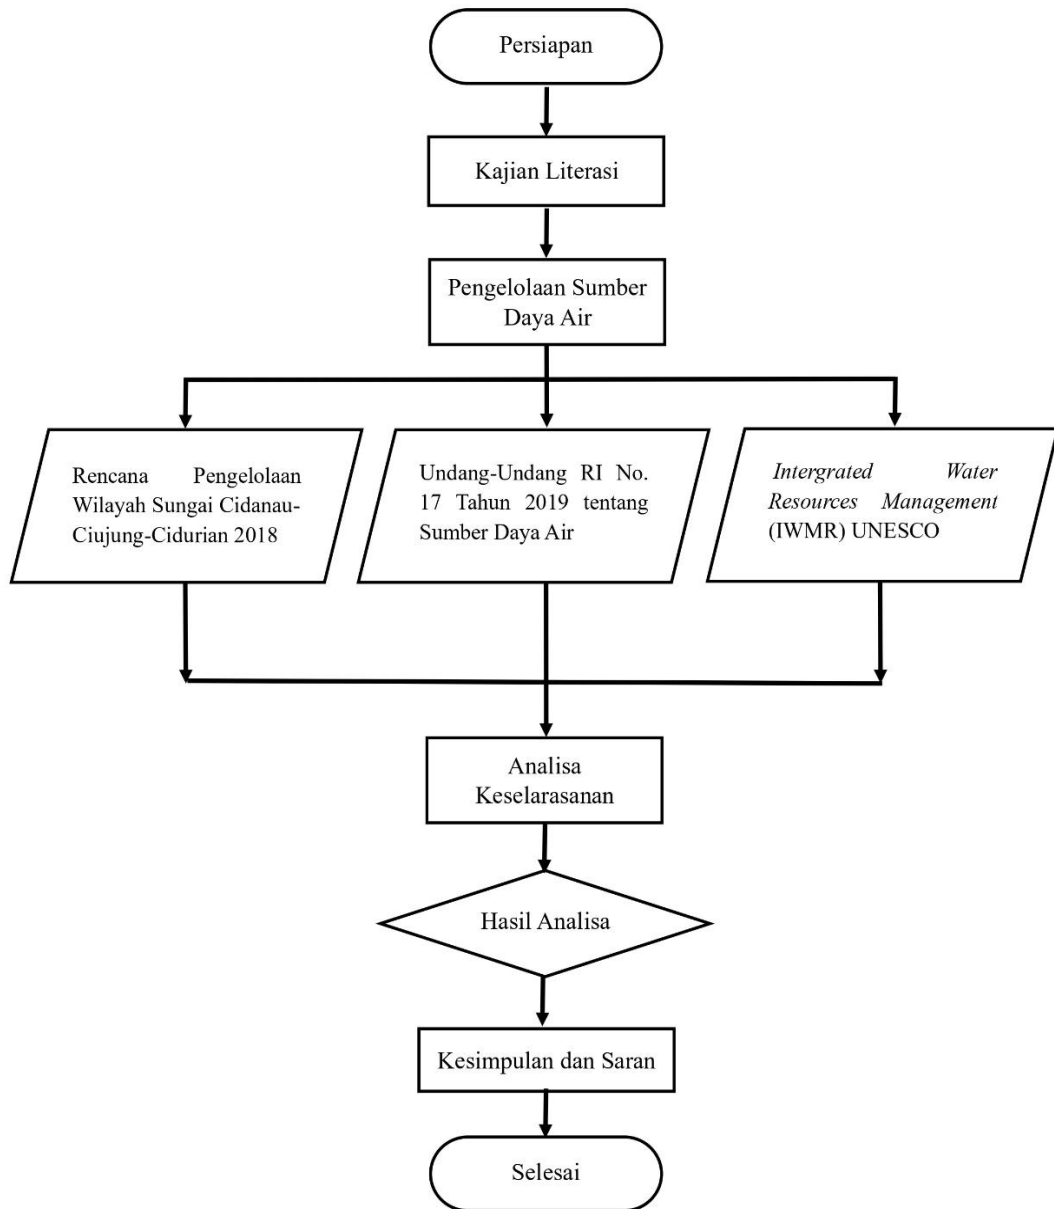 Persiapan
Kajian Literasi
Pengelolaan Sumber
Daya Air
Rencana Pengelolaan
Wilayah Sungai Cidanau-
Ciujung-Cidurian 2018
Undang-Undang RI No.
17 Tahun 2019 tentang
Sumber Daya Air
Intergrated Water
Resources Management
(IWMR) UNESCO
Analisa
Keselarasanan
Hasil Analisa
Kesimpulan dan Saran
Selesai